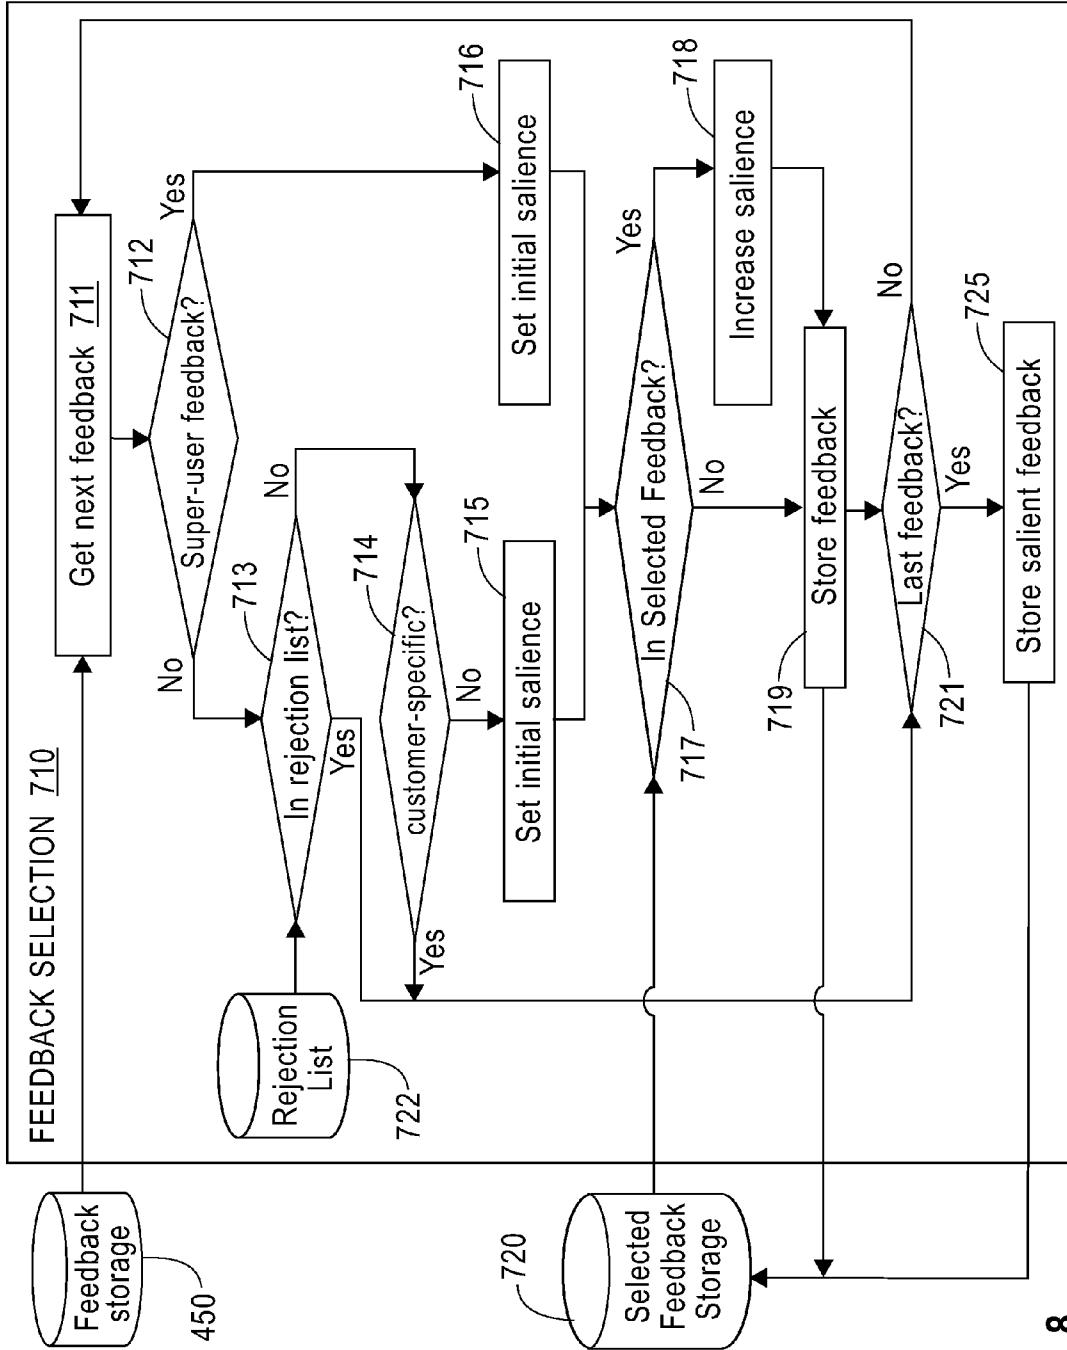 FEEDBACK SELECTION 710
Feedback
storage
450
Get next feedback 711
Super-user feedback?
712
Yes
No
Rejection
List
722
In rejection list?
713
No
Yes
customer-specific?
714
Yes
No
Set initial salience
715
Set initial salience
716
Selected
Feedback
Storage
720
In Selected Feedback?
717
Yes
No
Increase salience
718
Store feedback
719
Last feedback?
721
No
Yes
Store salient feedback
725
8